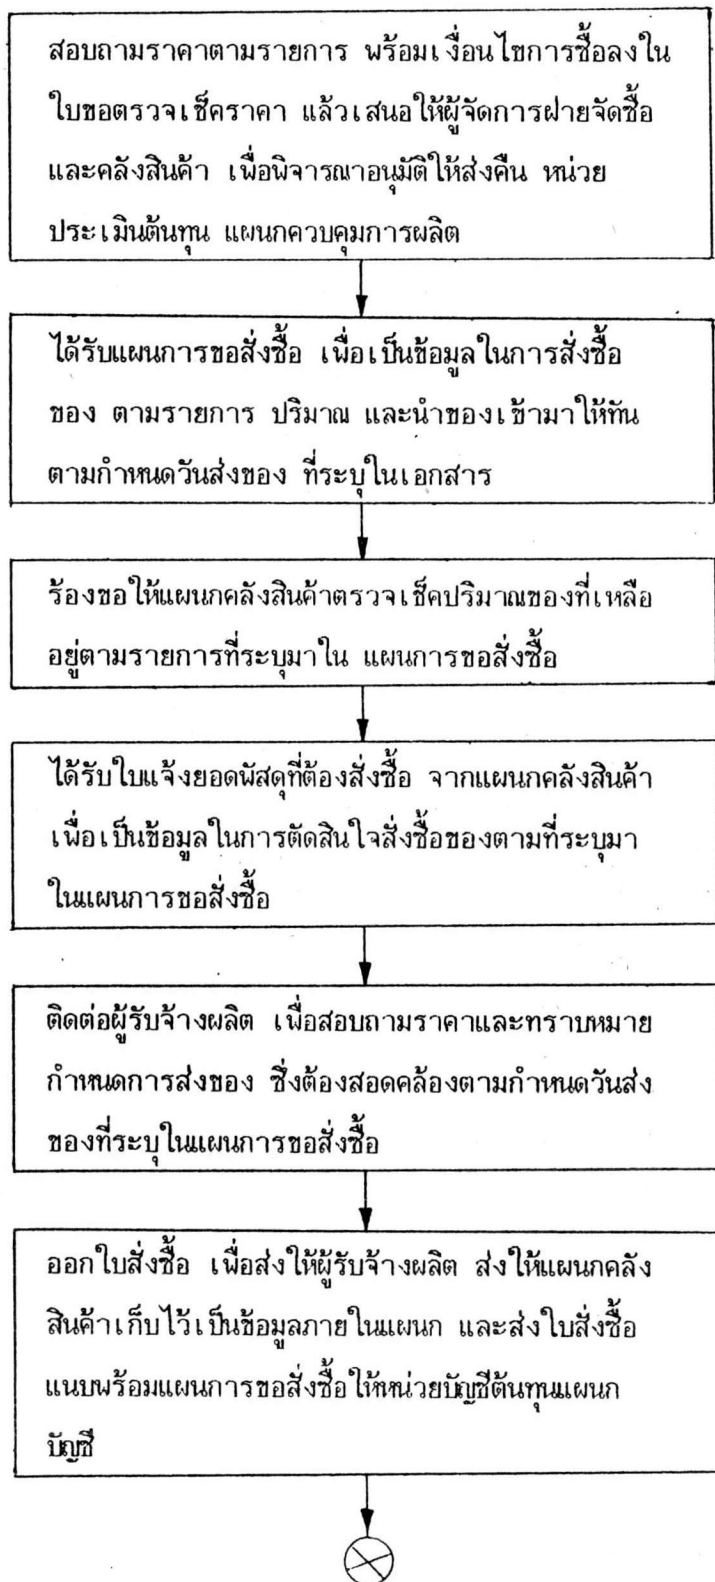 สอบถามราคาตามรายการ พร้อมเงื่อนไขการซื้อลงใน
ใบขอตรวจเช็คราคา แล้วเสนอให้ผู้จัดการฝ่ายจัดซื้อ
และคลังสินค้า เพื่อพิจารณาอนุมัติให้ส่งคืน หน่วย
ประเมินต้นทุน แผนกควบคุมการผลิต
ได้รับแผนการขอสั่งซื้อ เพื่อเป็นข้อมูลในการสั่งซื้อ
ของ ตามรายการ ปริมาณ และนำของเข้ามาให้ทัน
ตามกำหนดวันส่งของ ที่ระบุในเอกสาร
ร้องขอให้แผนกคลังสินค้าตรวจเช็คปริมาณของที่เหลือ
อยู่ตามรายการที่ระบุมาใน แผนการขอสั่งซื้อ
ได้รับใบแจ้งยอดพัสดุที่ต้องสั่งซื้อ จากแผนกคลังสินค้า
เพื่อเป็นข้อมูลในการตัดสินใจสั่งซื้อของตามที่ระบุมา
ในแผนการขอสั่งซื้อ
ติดต่อผู้รับจ้างผลิต เพื่อสอบถามราคาและทราบหมาย
กำหนดการส่งของ ซึ่งต้องสอดคล้องตามกำหนดวันส่ง
ของที่ระบุในแผนการขอสั่งซื้อ
ออกใบสั่งซื้อ เพื่อส่งให้ผู้รับจ้างผลิต ส่งให้แผนกคลัง
สินค้าเก็บไว้เป็นข้อมูลภายในแผนก และส่งใบสั่งซื้อ
แนบพร้อมแผนการขอสั่งซื้อให้หน่วยบัญชีต้นทุนแผนก
บัญชี